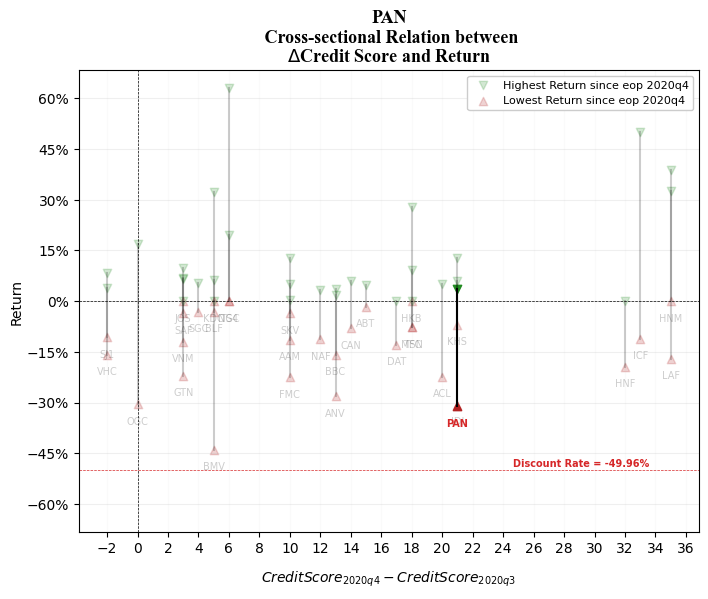 PAN
Cross-sectional Relation between
ΔCredit Score and Return
Highest Return since eop 2020q4
Lowest Return since eop 2020q4
60%
45%
30%
15%
0%
−15%
−30%
−45%
−60%
Return
VHC
OGC
SAF
VNM
GTN
SGC
BLF
BMV
SKV
AAM
FMC
NAF
BBC
ANV
CAN
ABT
DAT
HKB
ACL
KHS
PAN
HNF
ICF
HNM
LAF
Discount Rate = -49.96%
−2 0 2 4 6 8 10 12 14 16 18 20 22 24 26 28 30 32 34 36
CreditScore2020q4 − CreditScore2020q3